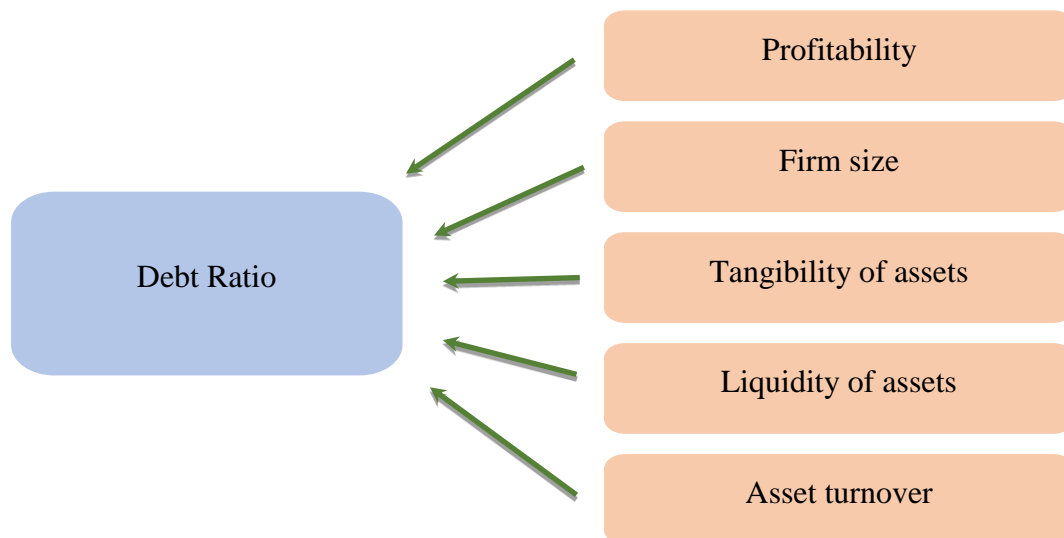 Profitability
Firm size
Debt Ratio
Tangibility of assets
Liquidity of assets
Asset turnover